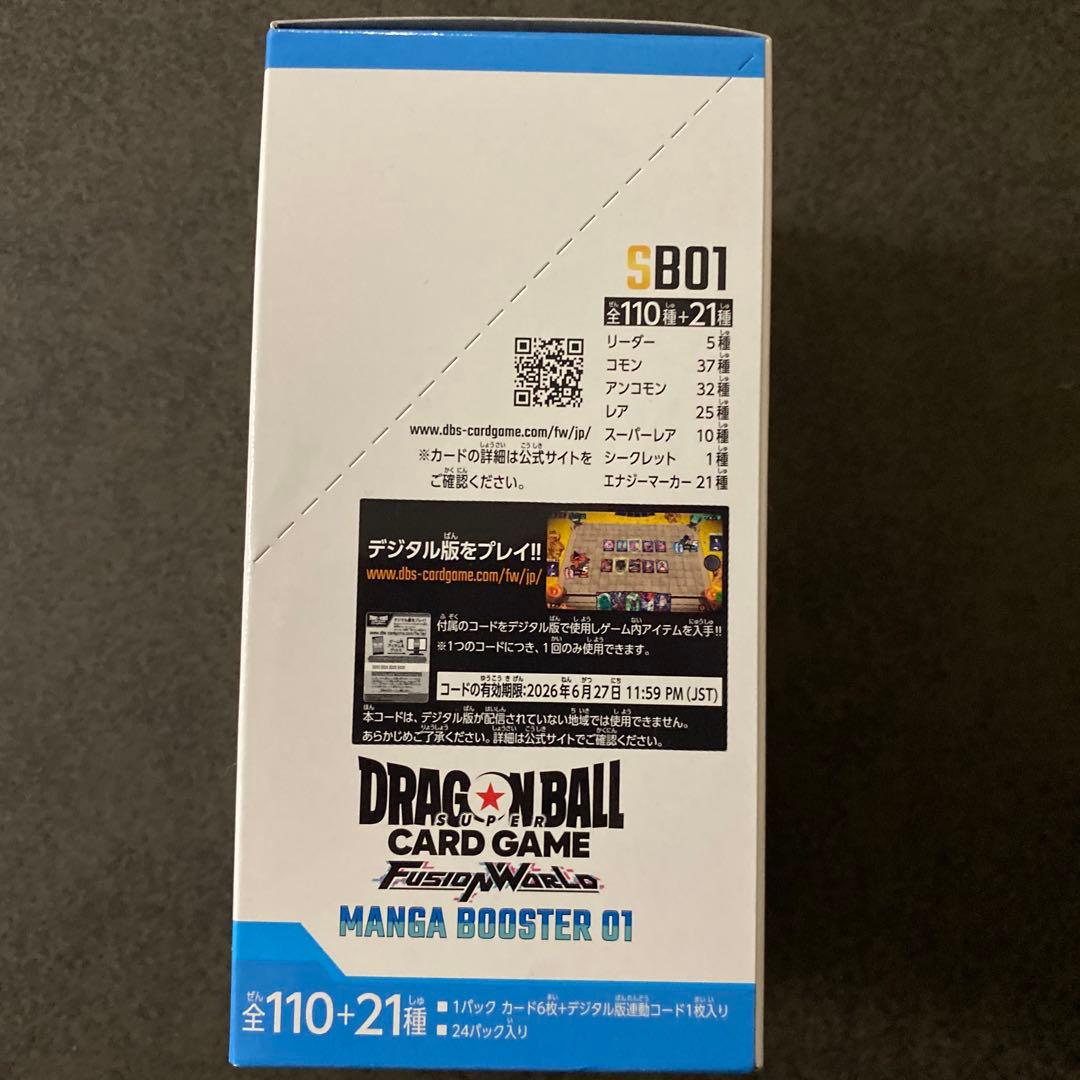 SB01
全110種+21種
リーダー 5種
コモン 37種
アンコモン 32種
レア 25種
スーパーレア 10種
シークレット 1種
エナジーマーカー 21種
www.dbs-cardgame.com/fw/jp/
※カードの詳細は公式サイトを
ご確認ください。
デジタル版をプレイ!!
www.dbs-cardgame.com/fw/jp/
付属のコードをデジタル版で使用しゲーム内アイテムを入手!!
※1つのコードにつき、1回のみ使用できます。
コードの有効期限:2026年6月27日 11:59 PM (JST)
本コードは、デジタル版が配信されていない地域では使用できません。
あらかじめご了承ください。詳細は公式サイトでご確認ください。
DRAGON BALL
SUPER
CARD GAME
FUSION WORLD
MANGA BOOSTER 01
全110+21種
■ 1パック カード6枚+デジタル版連動コード1枚入り
■ 24パック入り